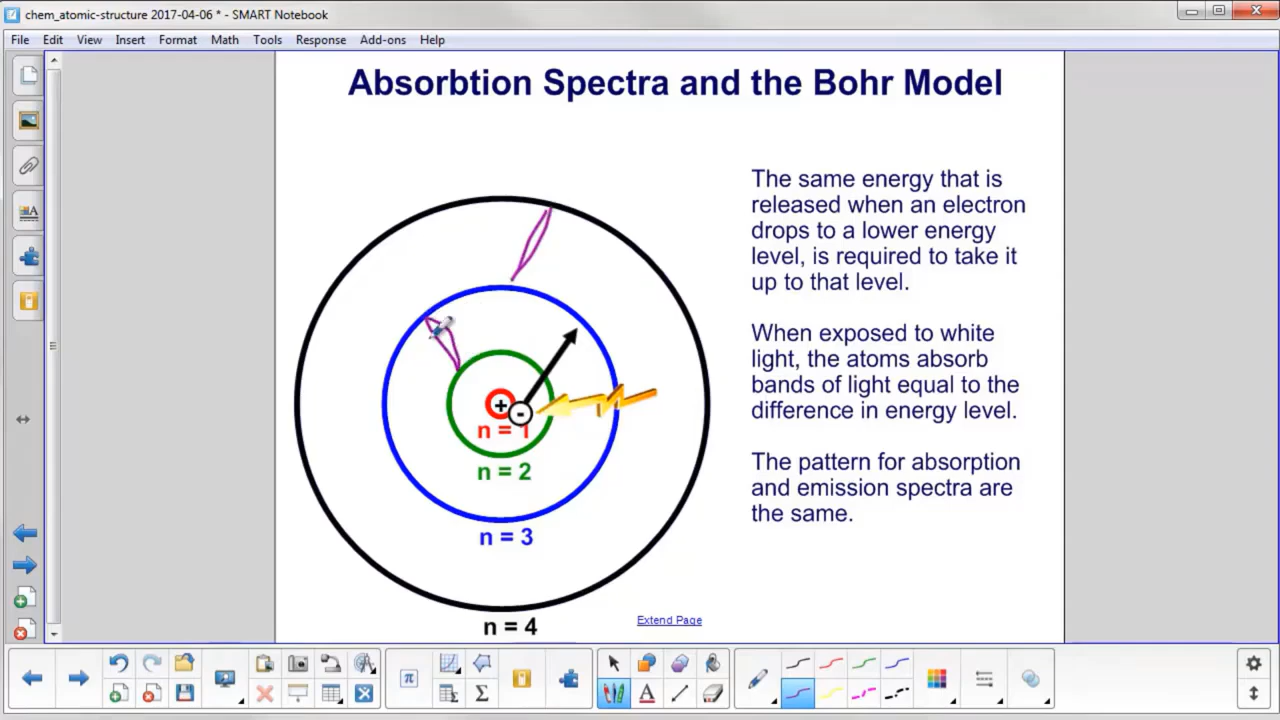 chem_atomic-structure 2017-04-06 * - SMART Notebook
File Edit View Insert Format Math Tools Response Add-ons Help
Absorbtion Spectra and the Bohr Model
The same energy that is
released when an electron
drops to a lower energy
level, is required to take it
up to that level.
When exposed to white
light, the atoms absorb
bands of light equal to the
difference in energy level.
The pattern for absorption
and emission spectra are
the same.
+
-
n = 1
n = 2
n = 3
n = 4
Extend Page